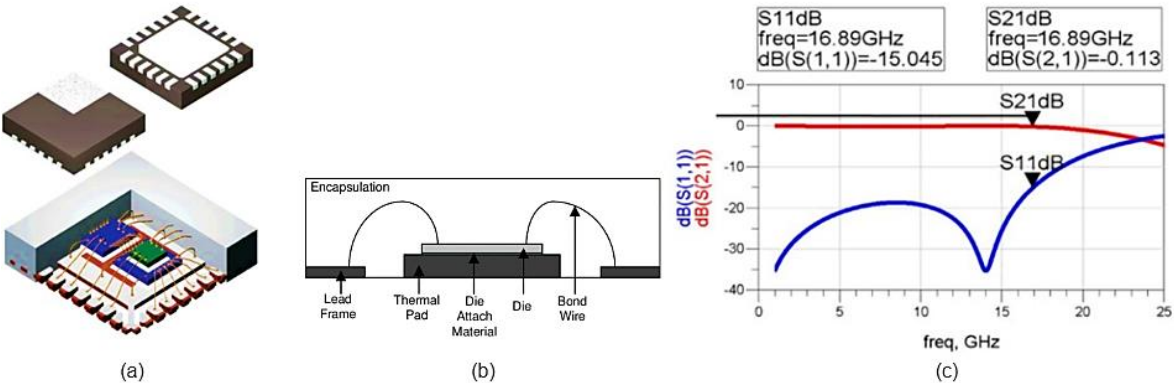 Encapsulation
Lead
Frame
Thermal
Pad
Die
Attach
Material
Die
Bond
Wire
S11dB
freq=16.89GHz
dB(S(1,1))=-15.045
S21dB
freq=16.89GHz
dB(S(2,1))=-0.113
dB(S(1,1))
dB(S(2,1))
10
0
-10
-20
-30
-40
S21dB
S11dB
0
5
10
15
20
25
freq, GHz
(a)
(b)
(c)